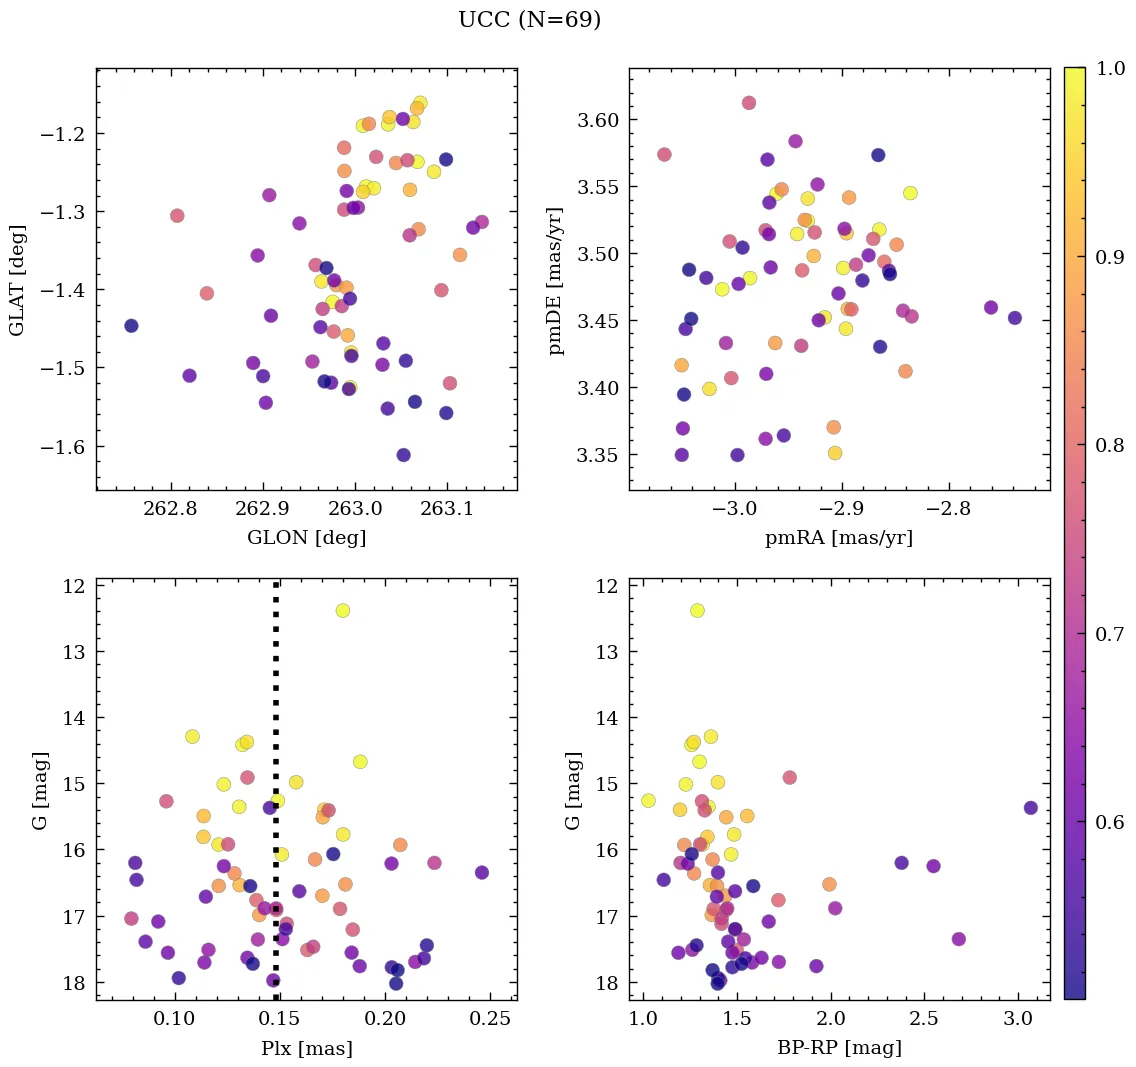 UCC (N=69)
−1.2
−1.3
−1.4
−1.5
−1.6
GLAT [deg]
262.8 262.9 263.0 263.1
GLON [deg]
3.60
3.55
3.50
3.45
3.40
3.35
pmDE [mas/yr]
−3.0 −2.9 −2.8
pmRA [mas/yr]
12
13
14
15
16
17
18
G [mag]
0.10 0.15 0.20 0.25
Plx [mas]
12
13
14
15
16
17
18
G [mag]
1.0 1.5 2.0 2.5 3.0
BP-RP [mag]
1.0
0.9
0.8
0.7
0.6